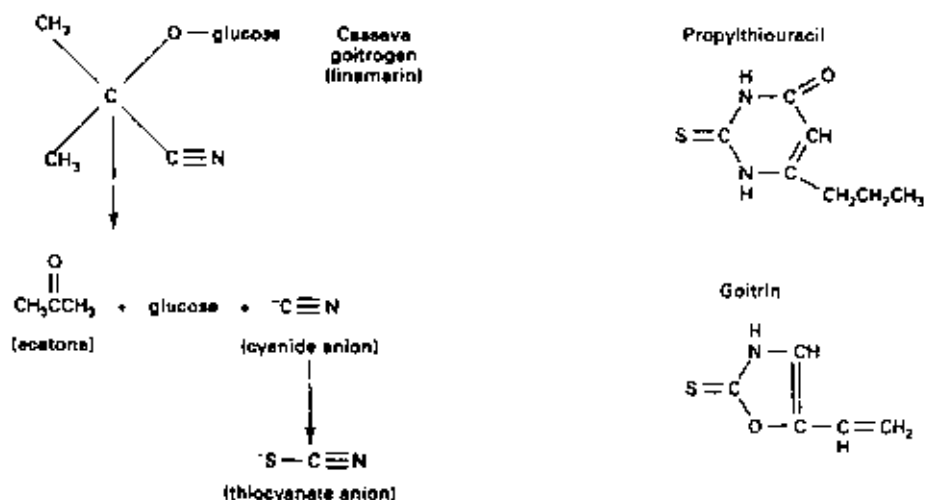 CH₃
O—glucose
Cassava
goitrogen
(linamarin)
C
CH₃
C≡N
O
CH₃CCH₃ + glucose + ⁻C≡N
(acetone)
(cyanide anion)
⁻S—C≡N
(thiocyanate anion)
Propylthiouracil
H
O
N—C
S=C
CH
N—C
H
CH₂CH₂CH₃
Goitrin
H
N—CH
S=C
O—C—C=CH₂
H